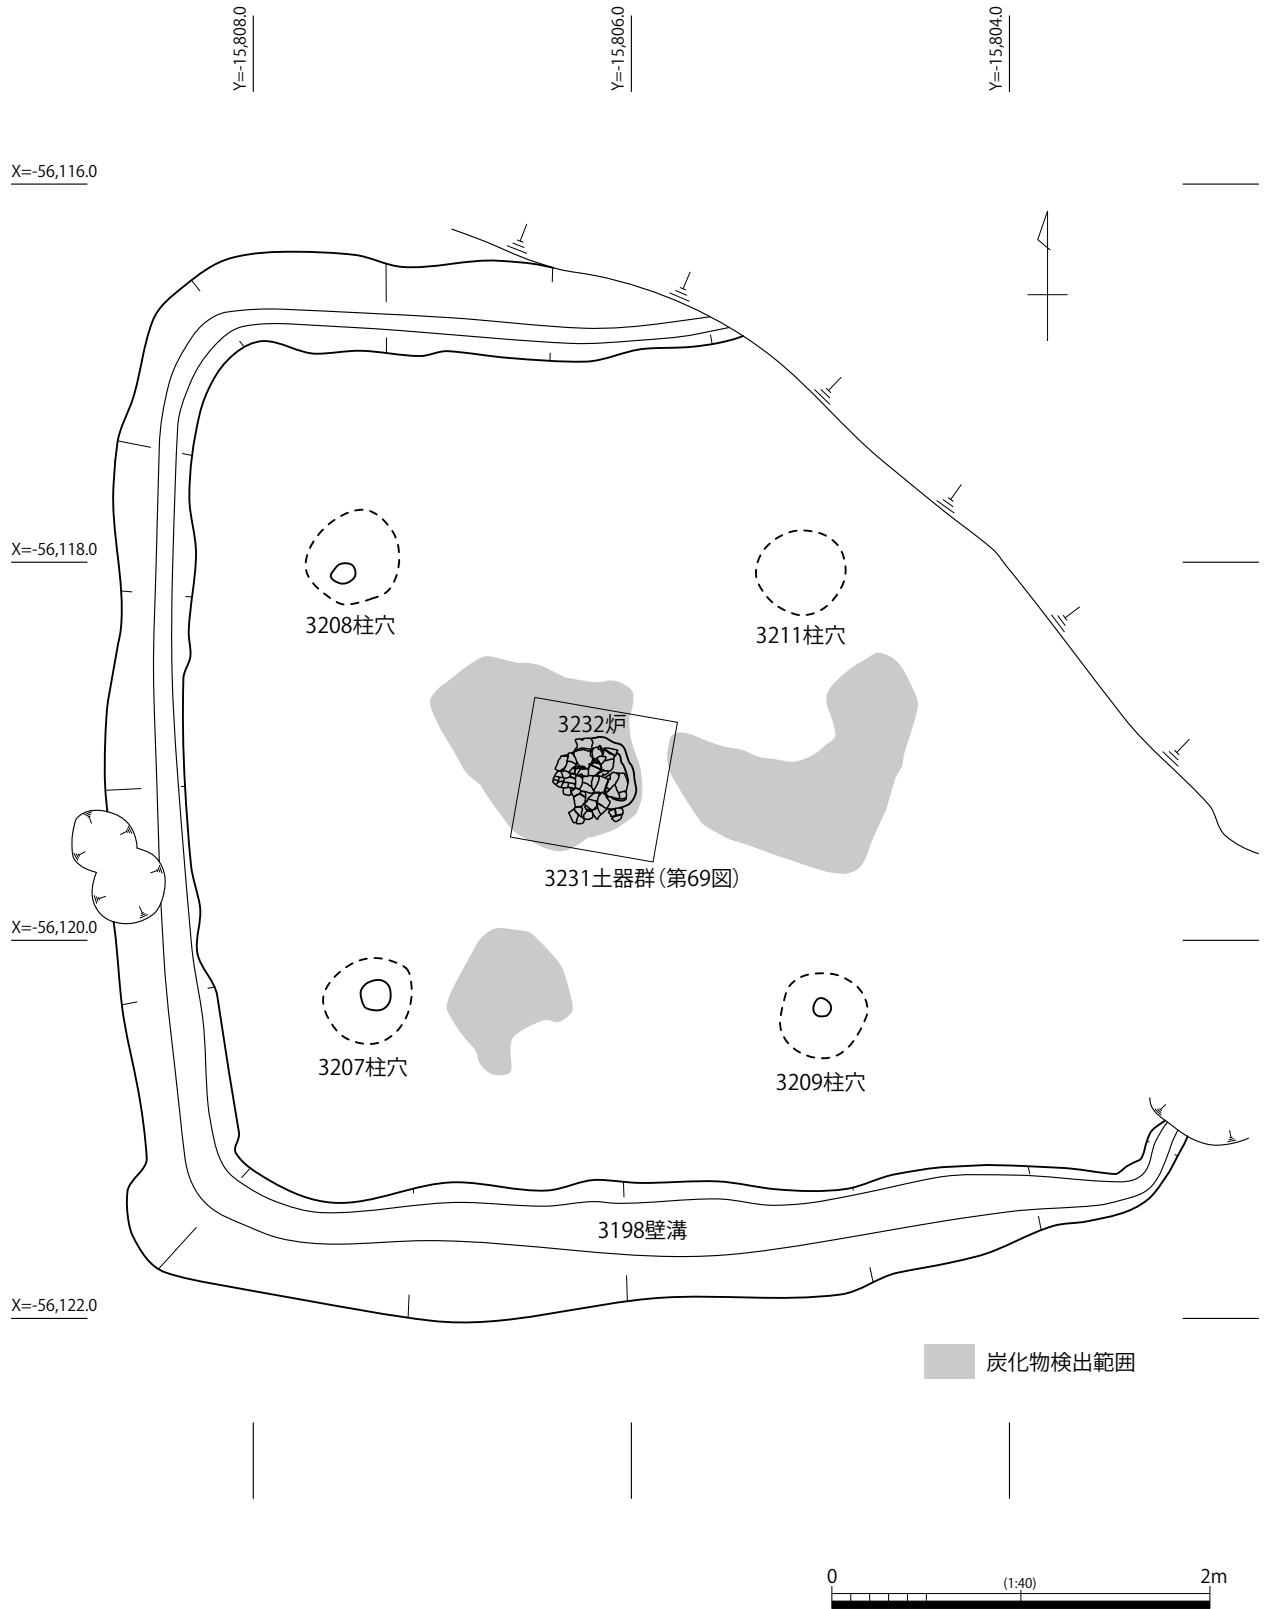 Y=-15,808.0
Y=-15,806.0
Y=-15,804.0
X=-56,116.0
X=-56,118.0
3208柱穴
3211柱穴
3232炉
3231土器群（第69図）
X=-56,120.0
3207柱穴
3209柱穴
3198壁溝
X=-56,122.0
炭化物検出範囲
0
(1:40)
2m